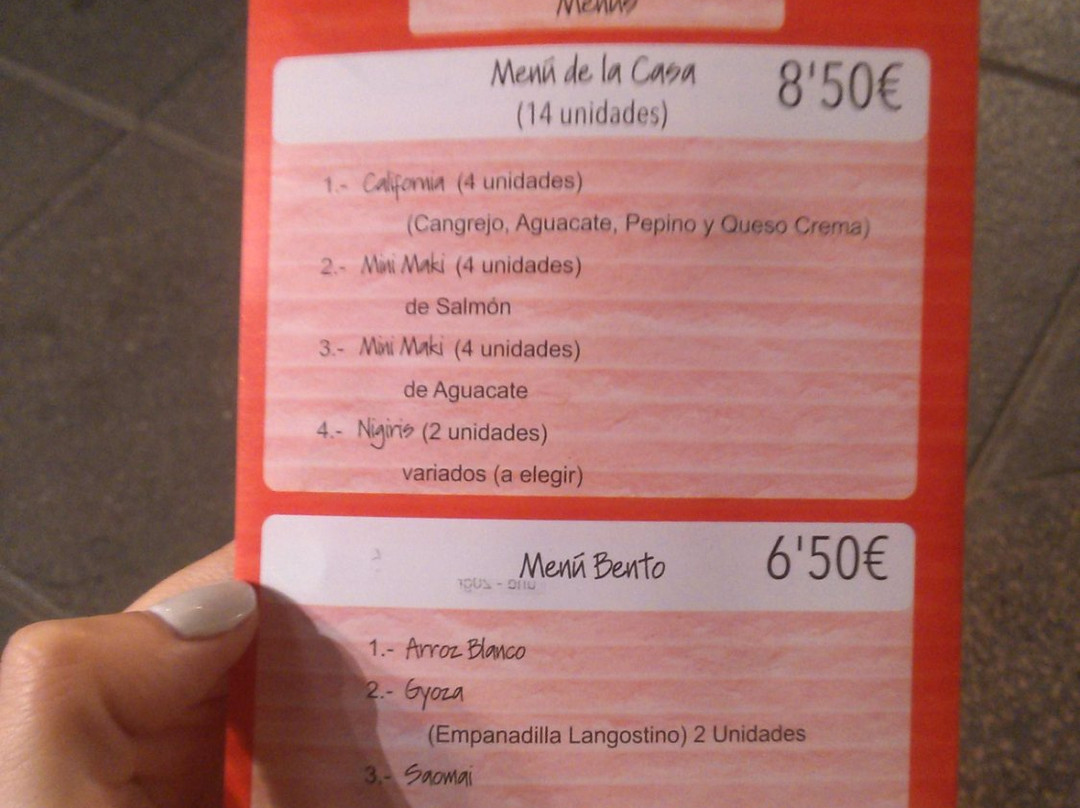 Menús
Menú de la Casa 8'50€
(14 unidades)
1.- California (4 unidades)
(Cangrejo, Aguacate, Pepino y Queso Crema)
2.- Mini Maki (4 unidades)
de Salmón
3.- Mini Maki (4 unidades)
de Aguacate
4.- Nigiris (2 unidades)
variados (a elegir)
Menú Bento 6'50€
1.- Arroz Blanco
2.- Gyoza
(Empanadilla Langostino) 2 Unidades
3.- Saomai